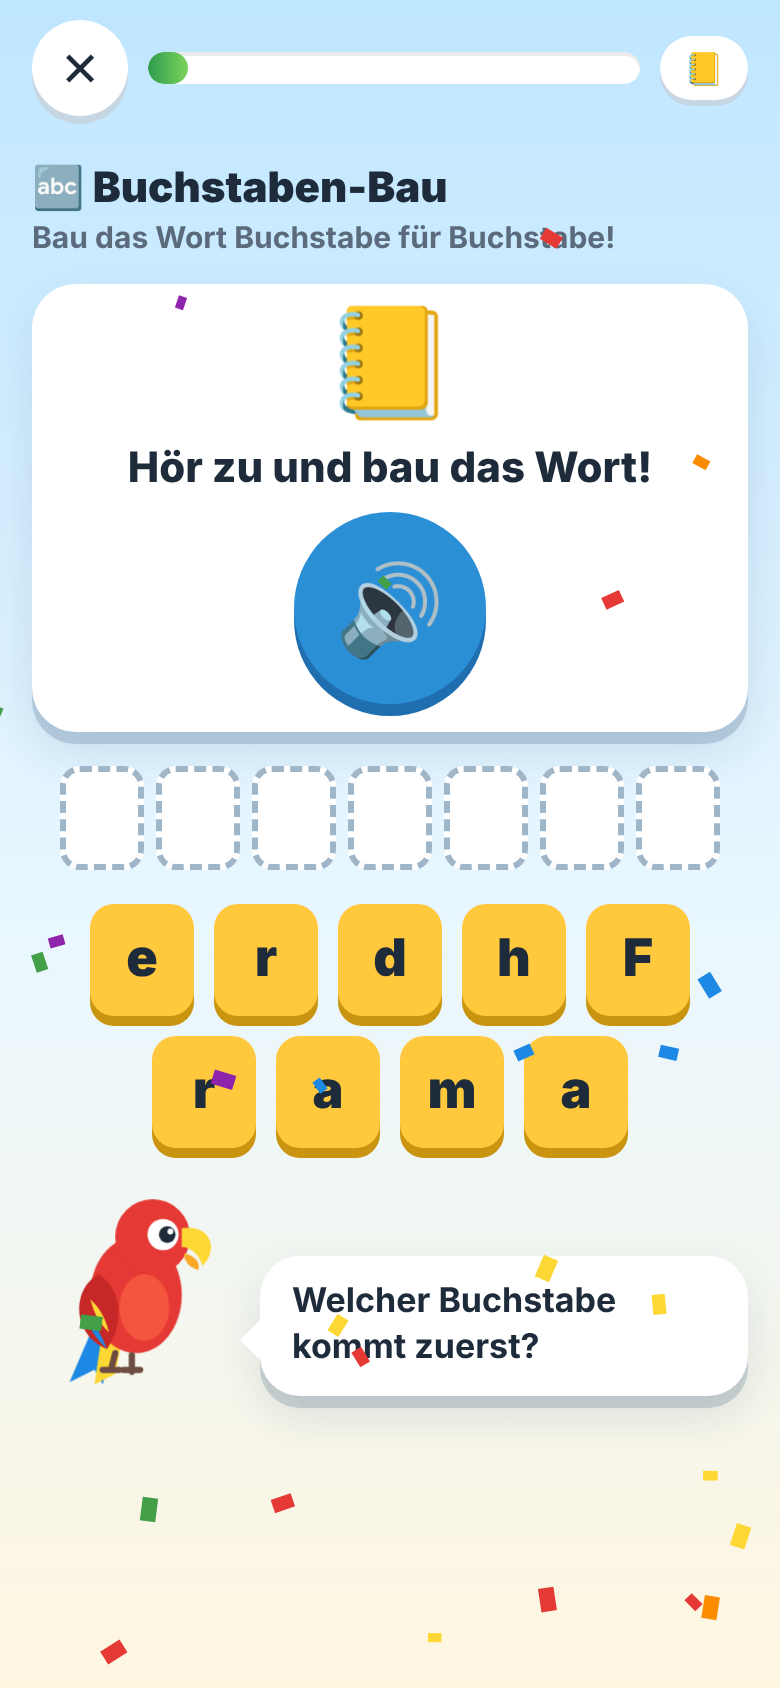 Buchstaben-Bau
Bau das Wort Buchstabe für Buchstabe!
Hör zu und bau das Wort!
e r d h F
r a m a
Welcher Buchstabe
kommt zuerst?